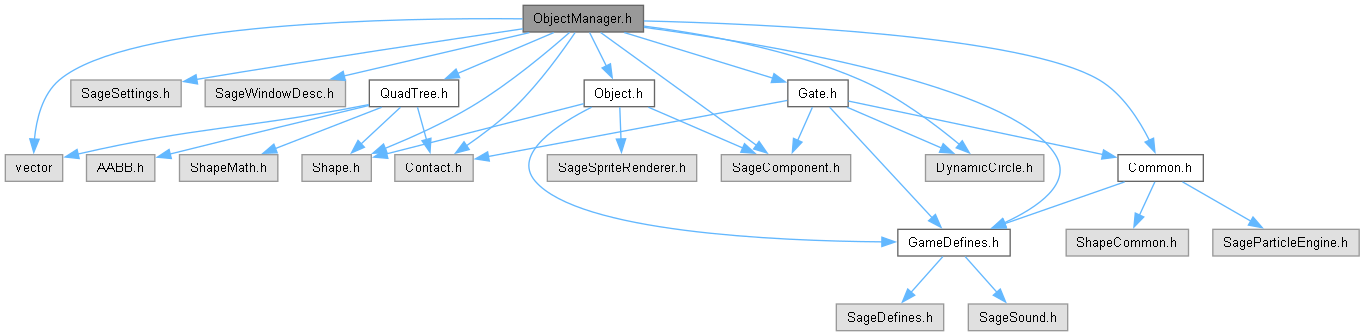 ObjectManager.h
SageSettings.h
SageWindowDesc.h
QuadTree.h
Object.h
Gate.h
vector
AABB.h
ShapeMath.h
Shape.h
Contact.h
SageSpriteRenderer.h
SageComponent.h
DynamicCircle.h
Common.h
GameDefines.h
ShapeCommon.h
SageParticleEngine.h
SageDefines.h
SageSound.h